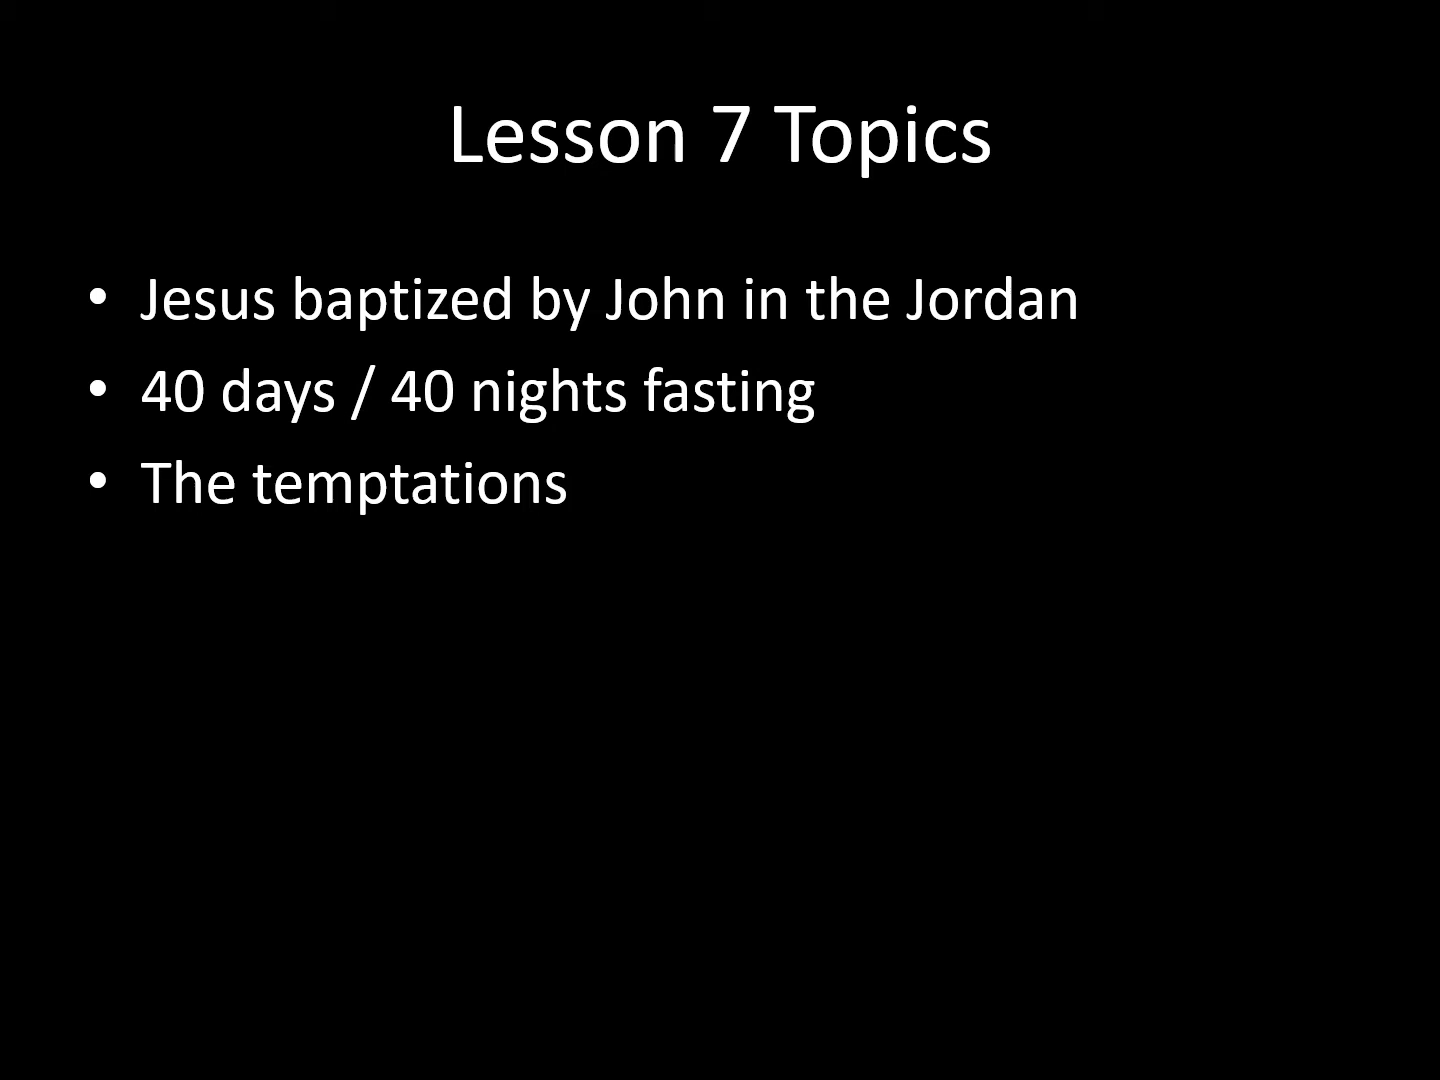 Lesson 7 Topics
• Jesus baptized by John in the Jordan
• 40 days / 40 nights fasting
• The temptations